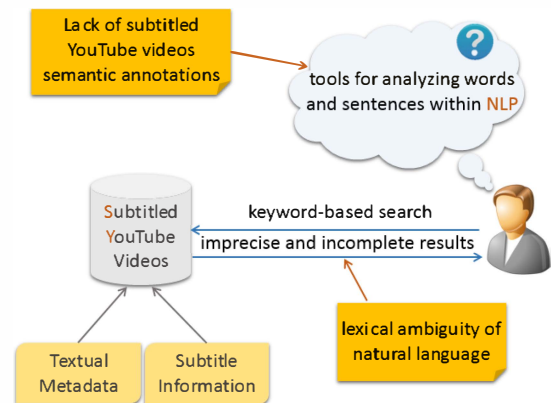 Lack of subtitled
YouTube videos
semantic annotations
?
tools for analyzing words
and sentences within NLP
Subtitled
YouTube
Videos
keyword-based search
imprecise and incomplete results
lexical ambiguity of
natural language
Textual
Metadata
Subtitle
Information